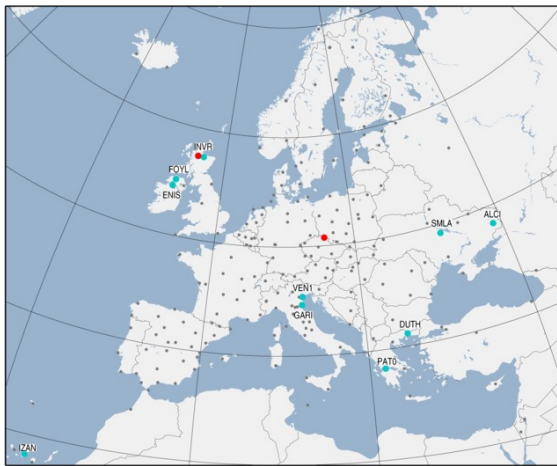 INVR
FOYL
ENIS
ALCI
SMLA
VEN1
GARI
DUTH
PAT0
IZAN